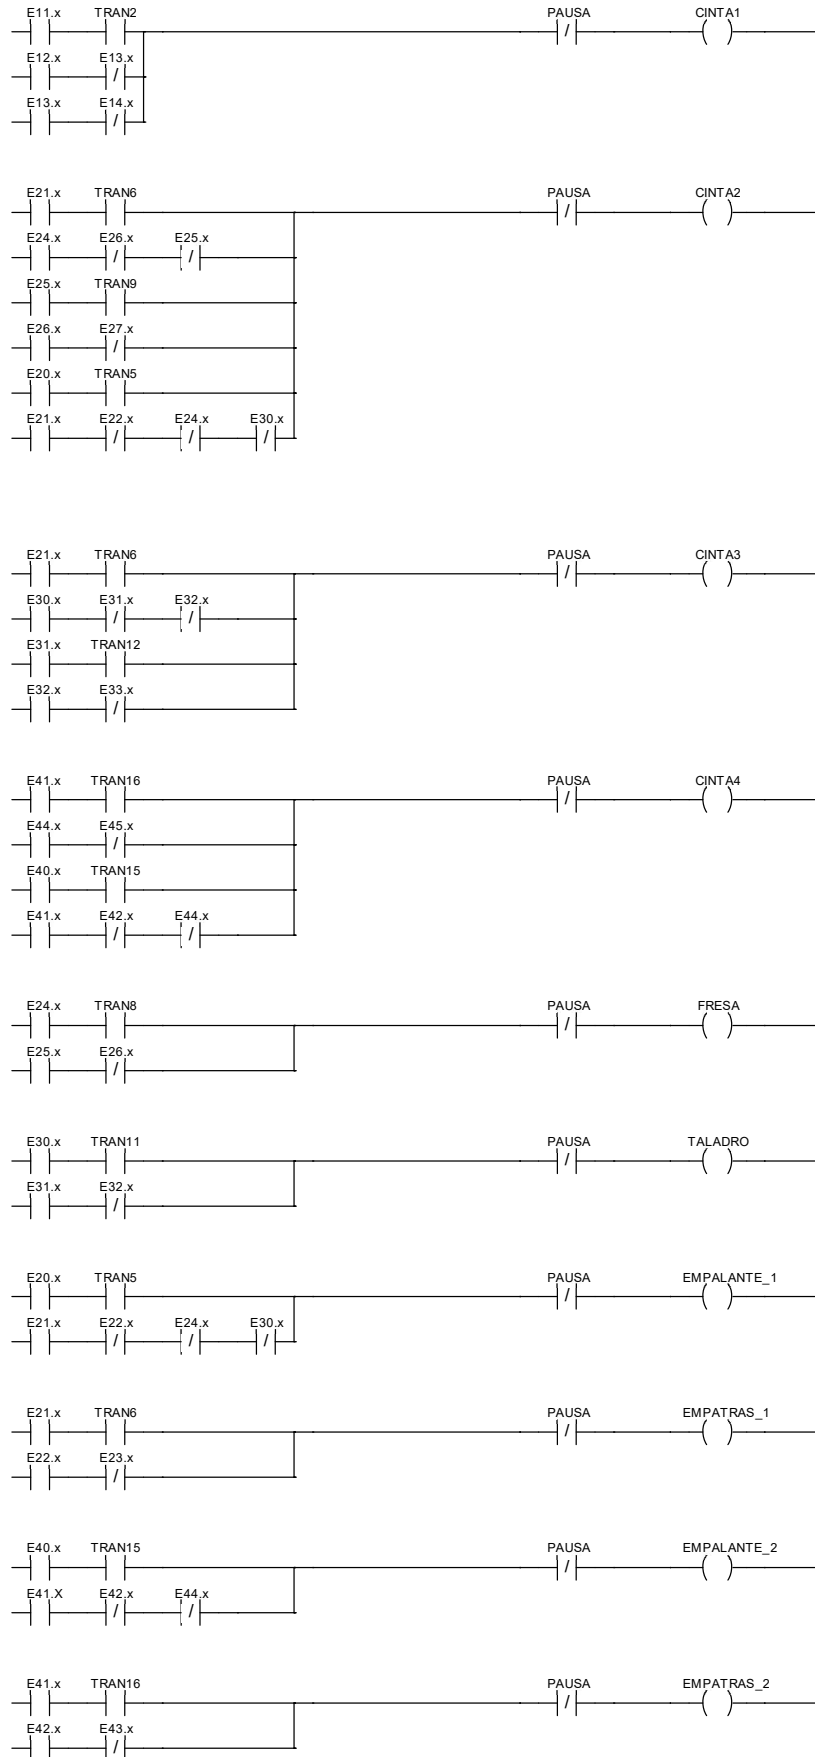 E11.x TRAN2 PAUSA CINTA1
E12.x E13.x
E13.x E14.x
E21.x TRAN6 PAUSA CINTA2
E24.x E26.x E25.x
E25.x TRAN9
E26.x E27.x
E20.x TRAN5
E21.x E22.x E24.x E30.x
E21.x TRAN6 PAUSA CINTA3
E30.x E31.x E32.x
E31.x TRAN12
E32.x E33.x
E41.x TRAN16 PAUSA CINTA4
E44.x E45.x
E40.x TRAN15
E41.x E42.x E44.x
E24.x TRAN8 PAUSA FRESA
E25.x E26.x
E30.x TRAN11 PAUSA TALADRO
E31.x E32.x
E20.x TRAN5 PAUSA EMPALANTE_1
E21.x E22.x E24.x E30.x
E21.x TRAN6 PAUSA EMPATRAS_1
E22.x E23.x
E40.x TRAN15 PAUSA EMPALANTE_2
E41.X E42.x E44.x
E41.x TRAN16 PAUSA EMPATRAS_2
E42.x E43.x